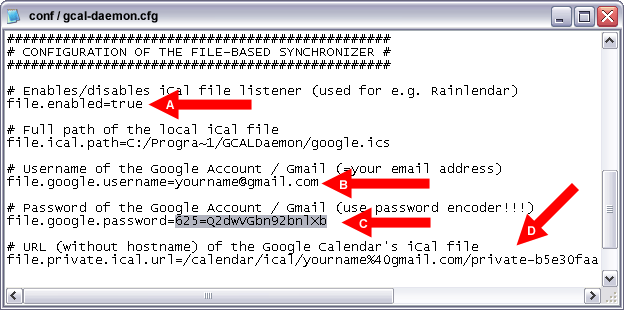 conf / gcal-daemon.cfg
######################################################
# CONFIGURATION OF THE FILE-BASED SYNCHRONIZER #
######################################################
# Enables/disables iCal file listener (used for e.g. Rainlendar)
file.enabled=true
A
# Full path of the local iCal file
file.ical.path=C:/Progra~1/GCALDaemon/google.ics
# Username of the Google Account / Gmail (=your email address)
file.google.username=yourname@gmail.com
B
# Password of the Google Account / Gmail (use password encoder!!!)
file.google.password=625=Q2dwvGbn92bnlXb
C
D
# URL (without hostname) of the Google Calendar's iCal file
file.private.ical.url=/calendar/ical/yourname%40gmail.com/private-b5e30faa